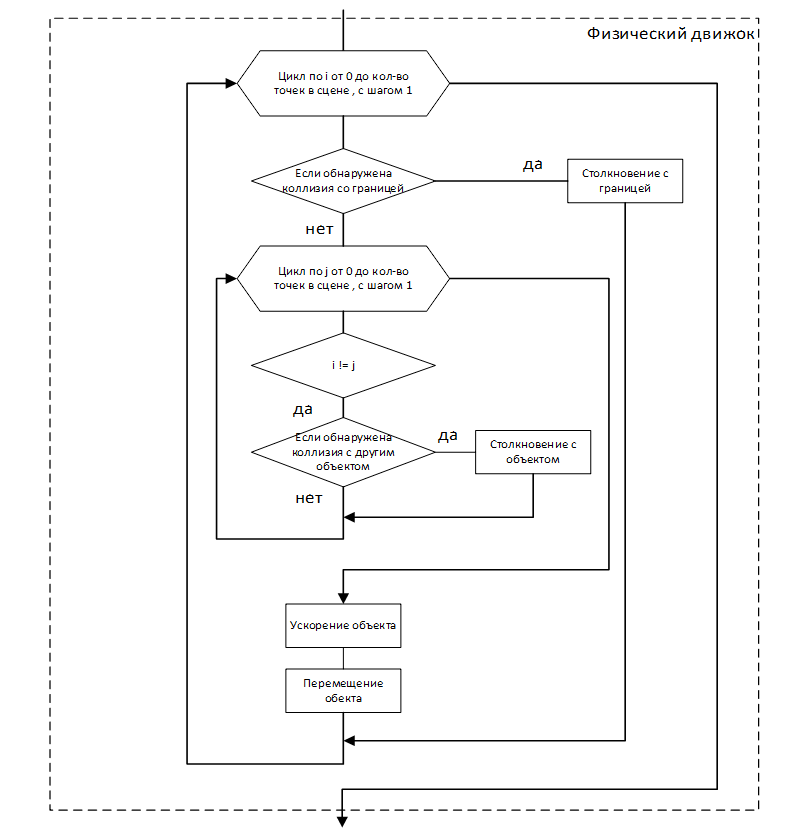 Физический движок
Цикл по i от 0 до кол-во
точек в сцене , с шагом 1
Если обнаружена
коллизия со границей
да
Столкновение с
границей
нет
Цикл по j от 0 до кол-во
точек в сцене , с шагом 1
i != j
да
Если обнаружена
коллизия с другим
объектом
да
Столкновение с
объектом
нет
Ускорение объекта
Перемещение
обекта